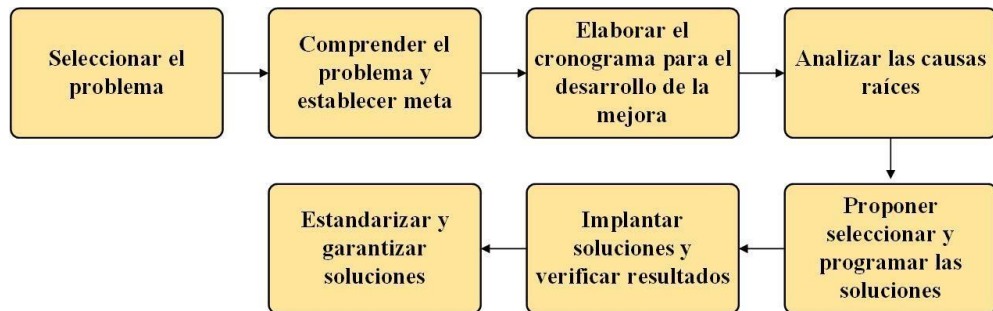 Seleccionar el
problema
Comprender el
problema y
establecer meta
Elaborar el
cronograma para el
desarrollo de la
mejora
Analizar las causas
raíces
Proponer
seleccionar y
programar las
soluciones
Implantar
soluciones y
verificar resultados
Estandarizar y
garantizar
soluciones